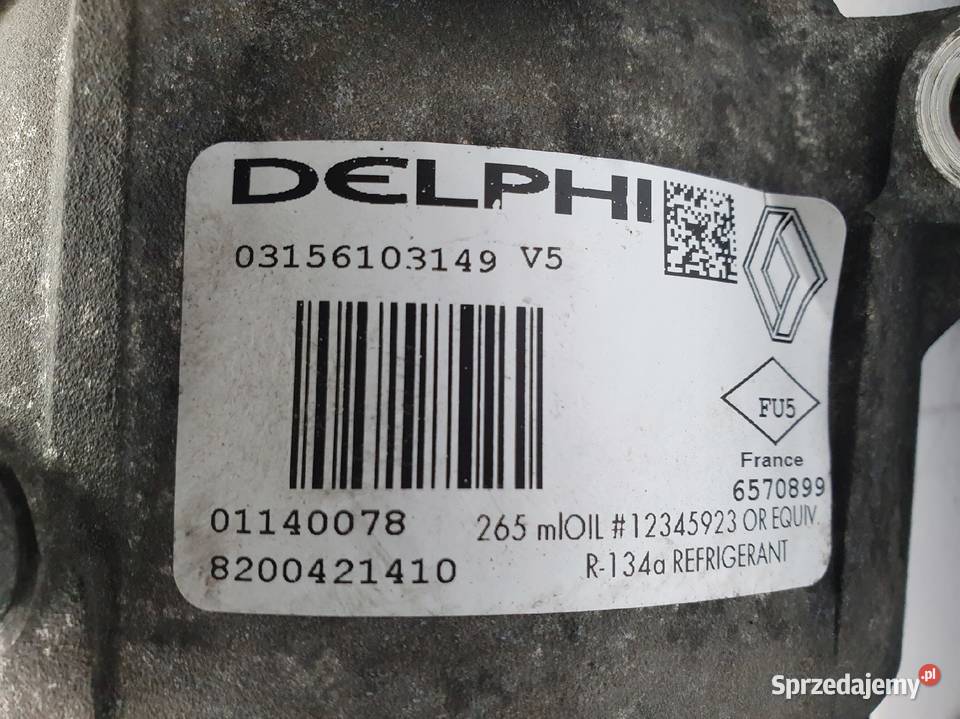 DELPHI
03156103149 V5
FU5
France
6570899
01140078
265 mlOIL #12345923 OR EQUIV.
8200421410
R-134a REFRIGERANT
Sprzedajemy.pl